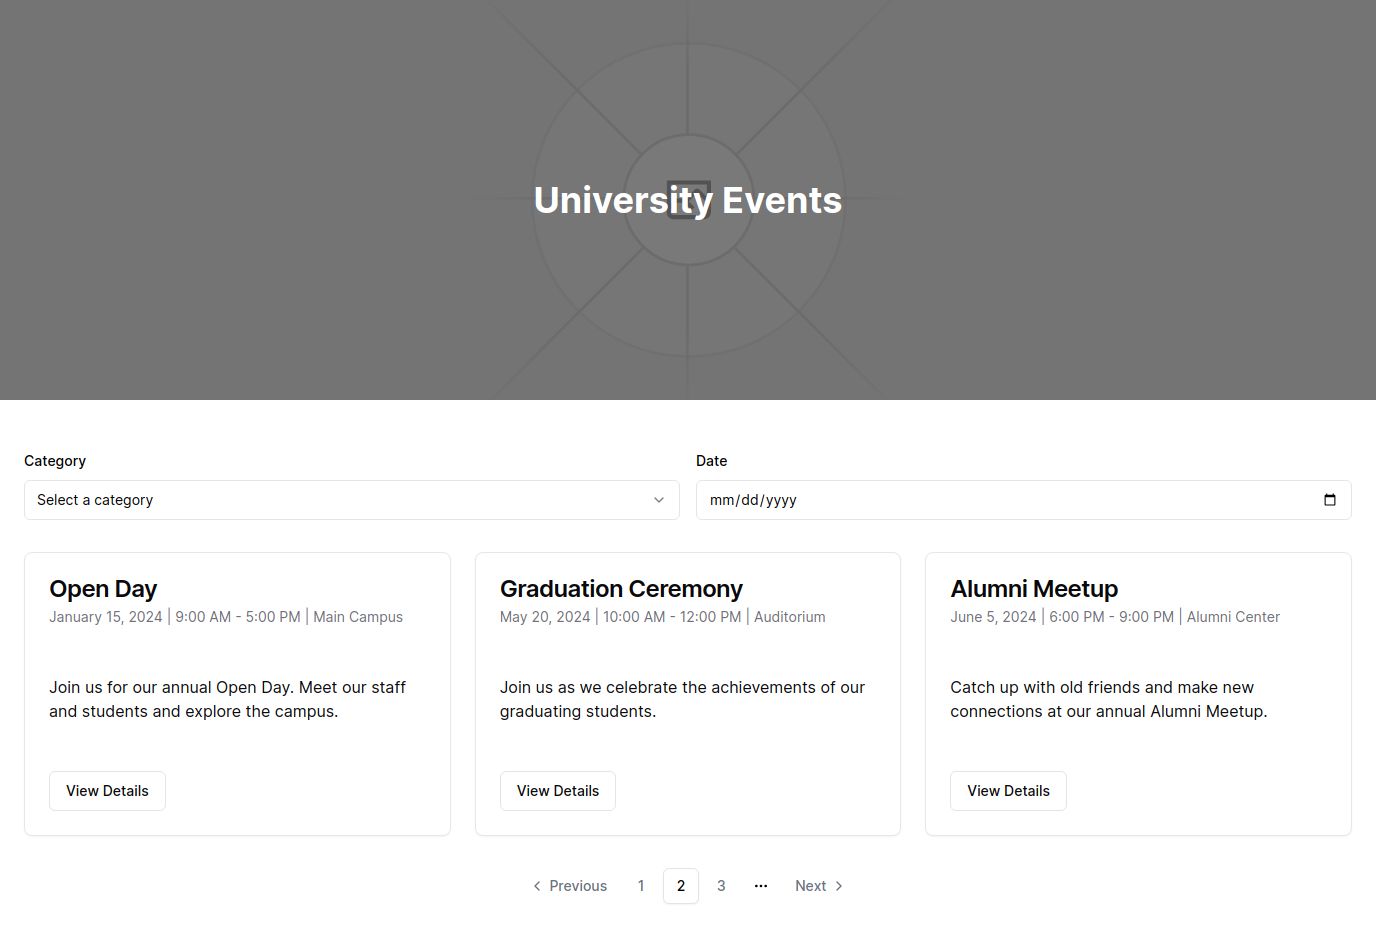 University Events
Category
Date
Select a category
mm/dd/yyyy
Open Day
January 15, 2024 | 9:00 AM - 5:00 PM | Main Campus
Join us for our annual Open Day. Meet our staff
and students and explore the campus.
View Details
Graduation Ceremony
May 20, 2024 | 10:00 AM - 12:00 PM | Auditorium
Join us as we celebrate the achievements of our
graduating students.
View Details
Alumni Meetup
June 5, 2024 | 6:00 PM - 9:00 PM | Alumni Center
Catch up with old friends and make new
connections at our annual Alumni Meetup.
View Details
Previous 1 2 3 ... Next